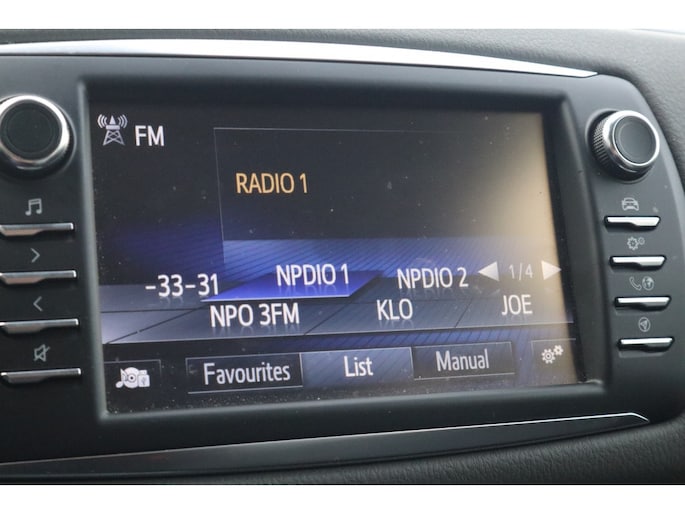 FM
RADIO 1
-33-31 NPDIO 1 NPDIO 2 1/4
NPO 3FM KLO JOE
Favourites List Manual